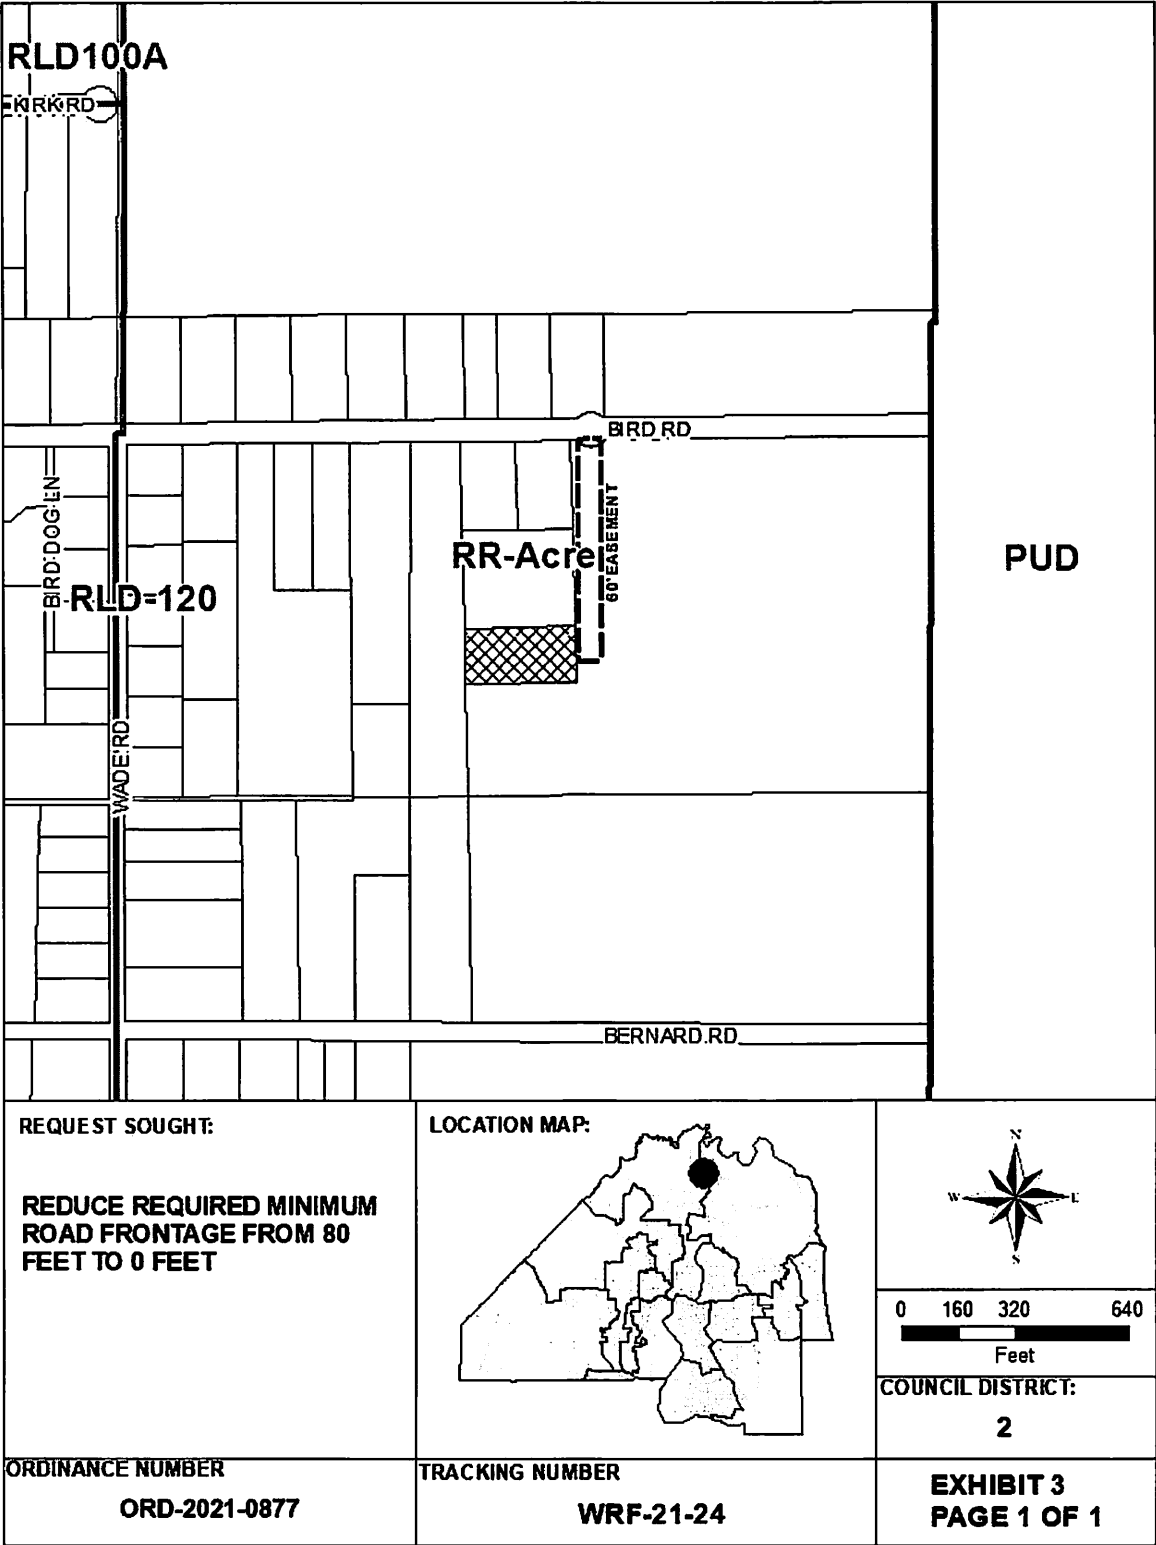 RLD100A
KIRK RD
BIRD RD
BIRD DOG LN
60' EASEMENT
RR-Acre
PUD
RLD-120
WADE RD
BERNARD RD
REQUEST SOUGHT:
REDUCE REQUIRED MINIMUM
ROAD FRONTAGE FROM 80
FEET TO 0 FEET
LOCATION MAP:
N
W E
S
0 160 320 640
Feet
COUNCIL DISTRICT:
2
ORDINANCE NUMBER
ORD-2021-0877
TRACKING NUMBER
WRF-21-24
EXHIBIT 3
PAGE 1 OF 1